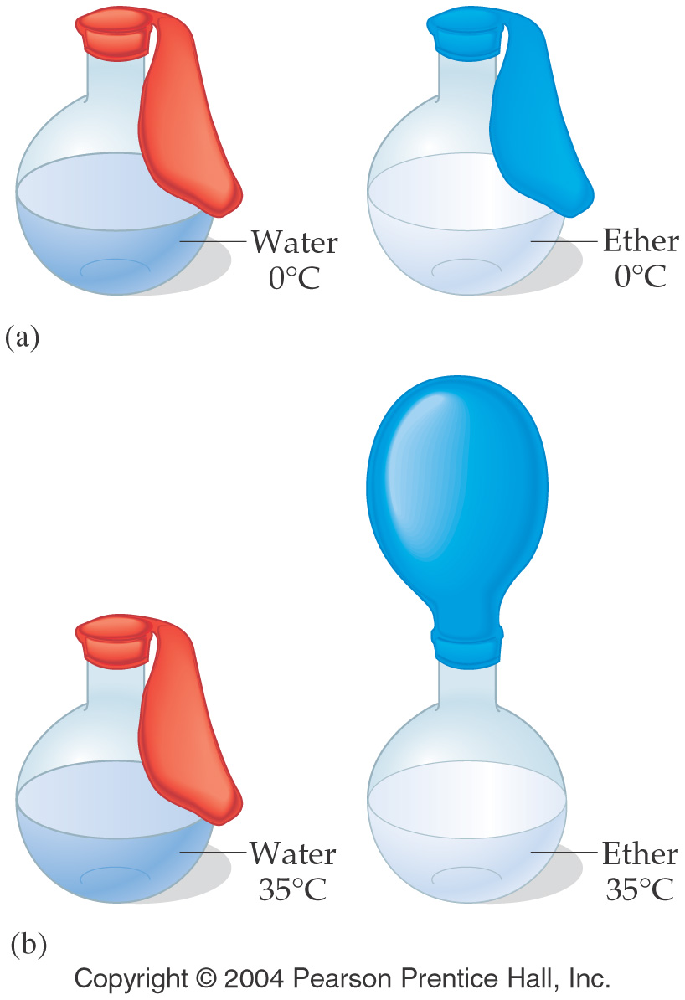 Water
0°C
Ether
0°C
(a)
Water
35°C
Ether
35°C
(b)
Copyright © 2004 Pearson Prentice Hall, Inc.